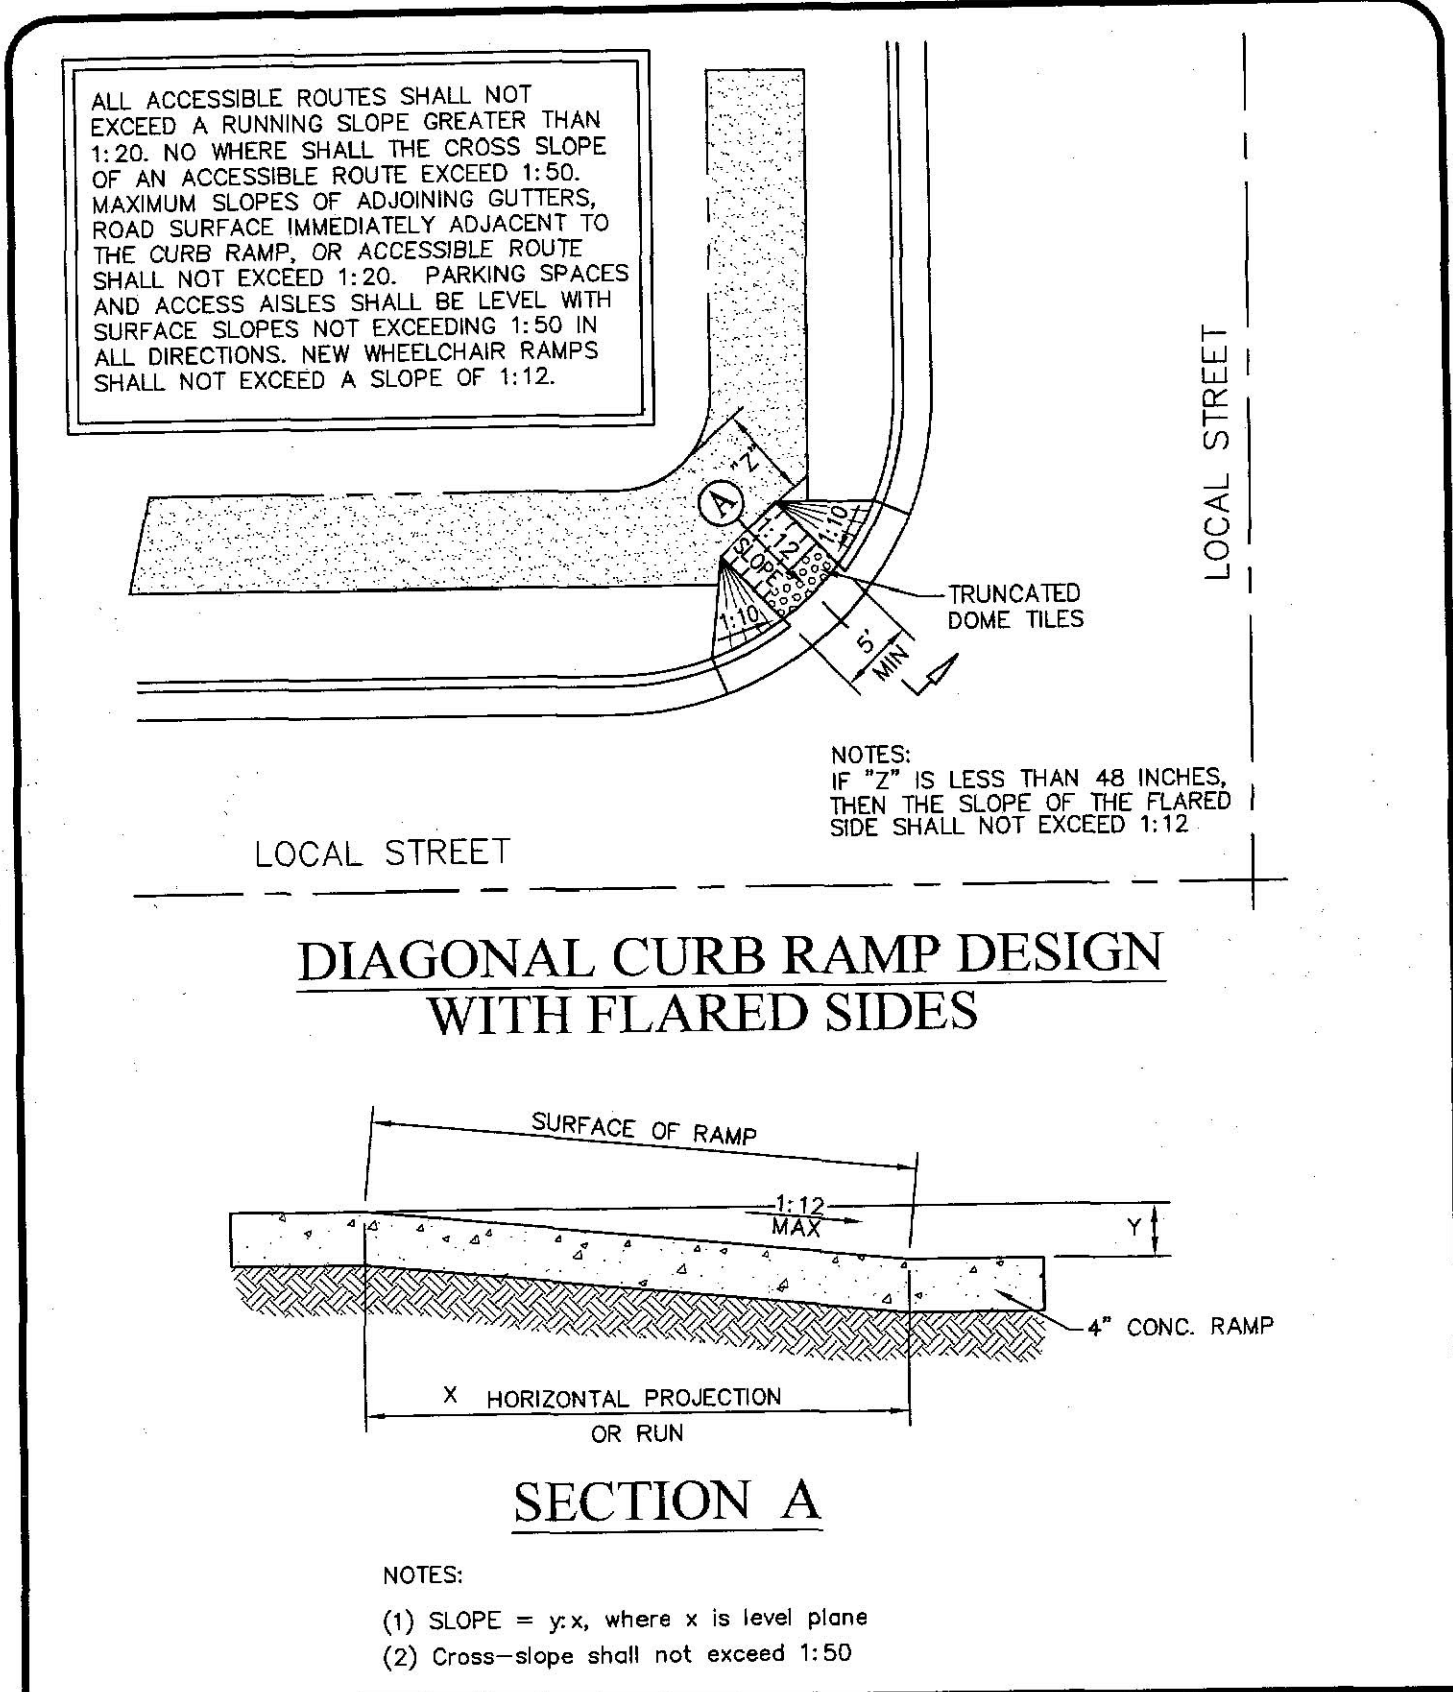 ALL ACCESSIBLE ROUTES SHALL NOT
EXCEED A RUNNING SLOPE GREATER THAN
1:20. NO WHERE SHALL THE CROSS SLOPE
OF AN ACCESSIBLE ROUTE EXCEED 1:50.
MAXIMUM SLOPES OF ADJOINING GUTTERS,
ROAD SURFACE IMMEDIATELY ADJACENT TO
THE CURB RAMP, OR ACCESSIBLE ROUTE
SHALL NOT EXCEED 1:20. PARKING SPACES
AND ACCESS AISLES SHALL BE LEVEL WITH
SURFACE SLOPES NOT EXCEEDING 1:50 IN
ALL DIRECTIONS. NEW WHEELCHAIR RAMPS
SHALL NOT EXCEED A SLOPE OF 1:12.
LOCAL STREET
"Z"
A
1:12
SLOPE
1:10
1:10
TRUNCATED
DOME TILES
5'
MIN
NOTES:
IF "Z" IS LESS THAN 48 INCHES,
THEN THE SLOPE OF THE FLARED
SIDE SHALL NOT EXCEED 1:12
LOCAL STREET
DIAGONAL CURB RAMP DESIGN
WITH FLARED SIDES
SURFACE OF RAMP
1:12
MAX
Y
4" CONC. RAMP
X HORIZONTAL PROJECTION
OR RUN
SECTION A
NOTES:
(1) SLOPE = y:x, where x is level plane
(2) Cross-slope shall not exceed 1:50